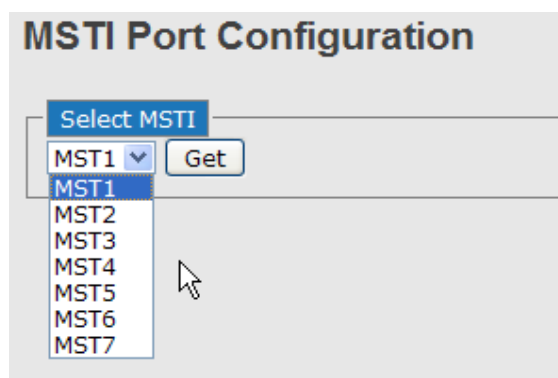 MSTI Port Configuration
Select MSTI
MST1 Get
MST1
MST2
MST3
MST4
MST5
MST6
MST7